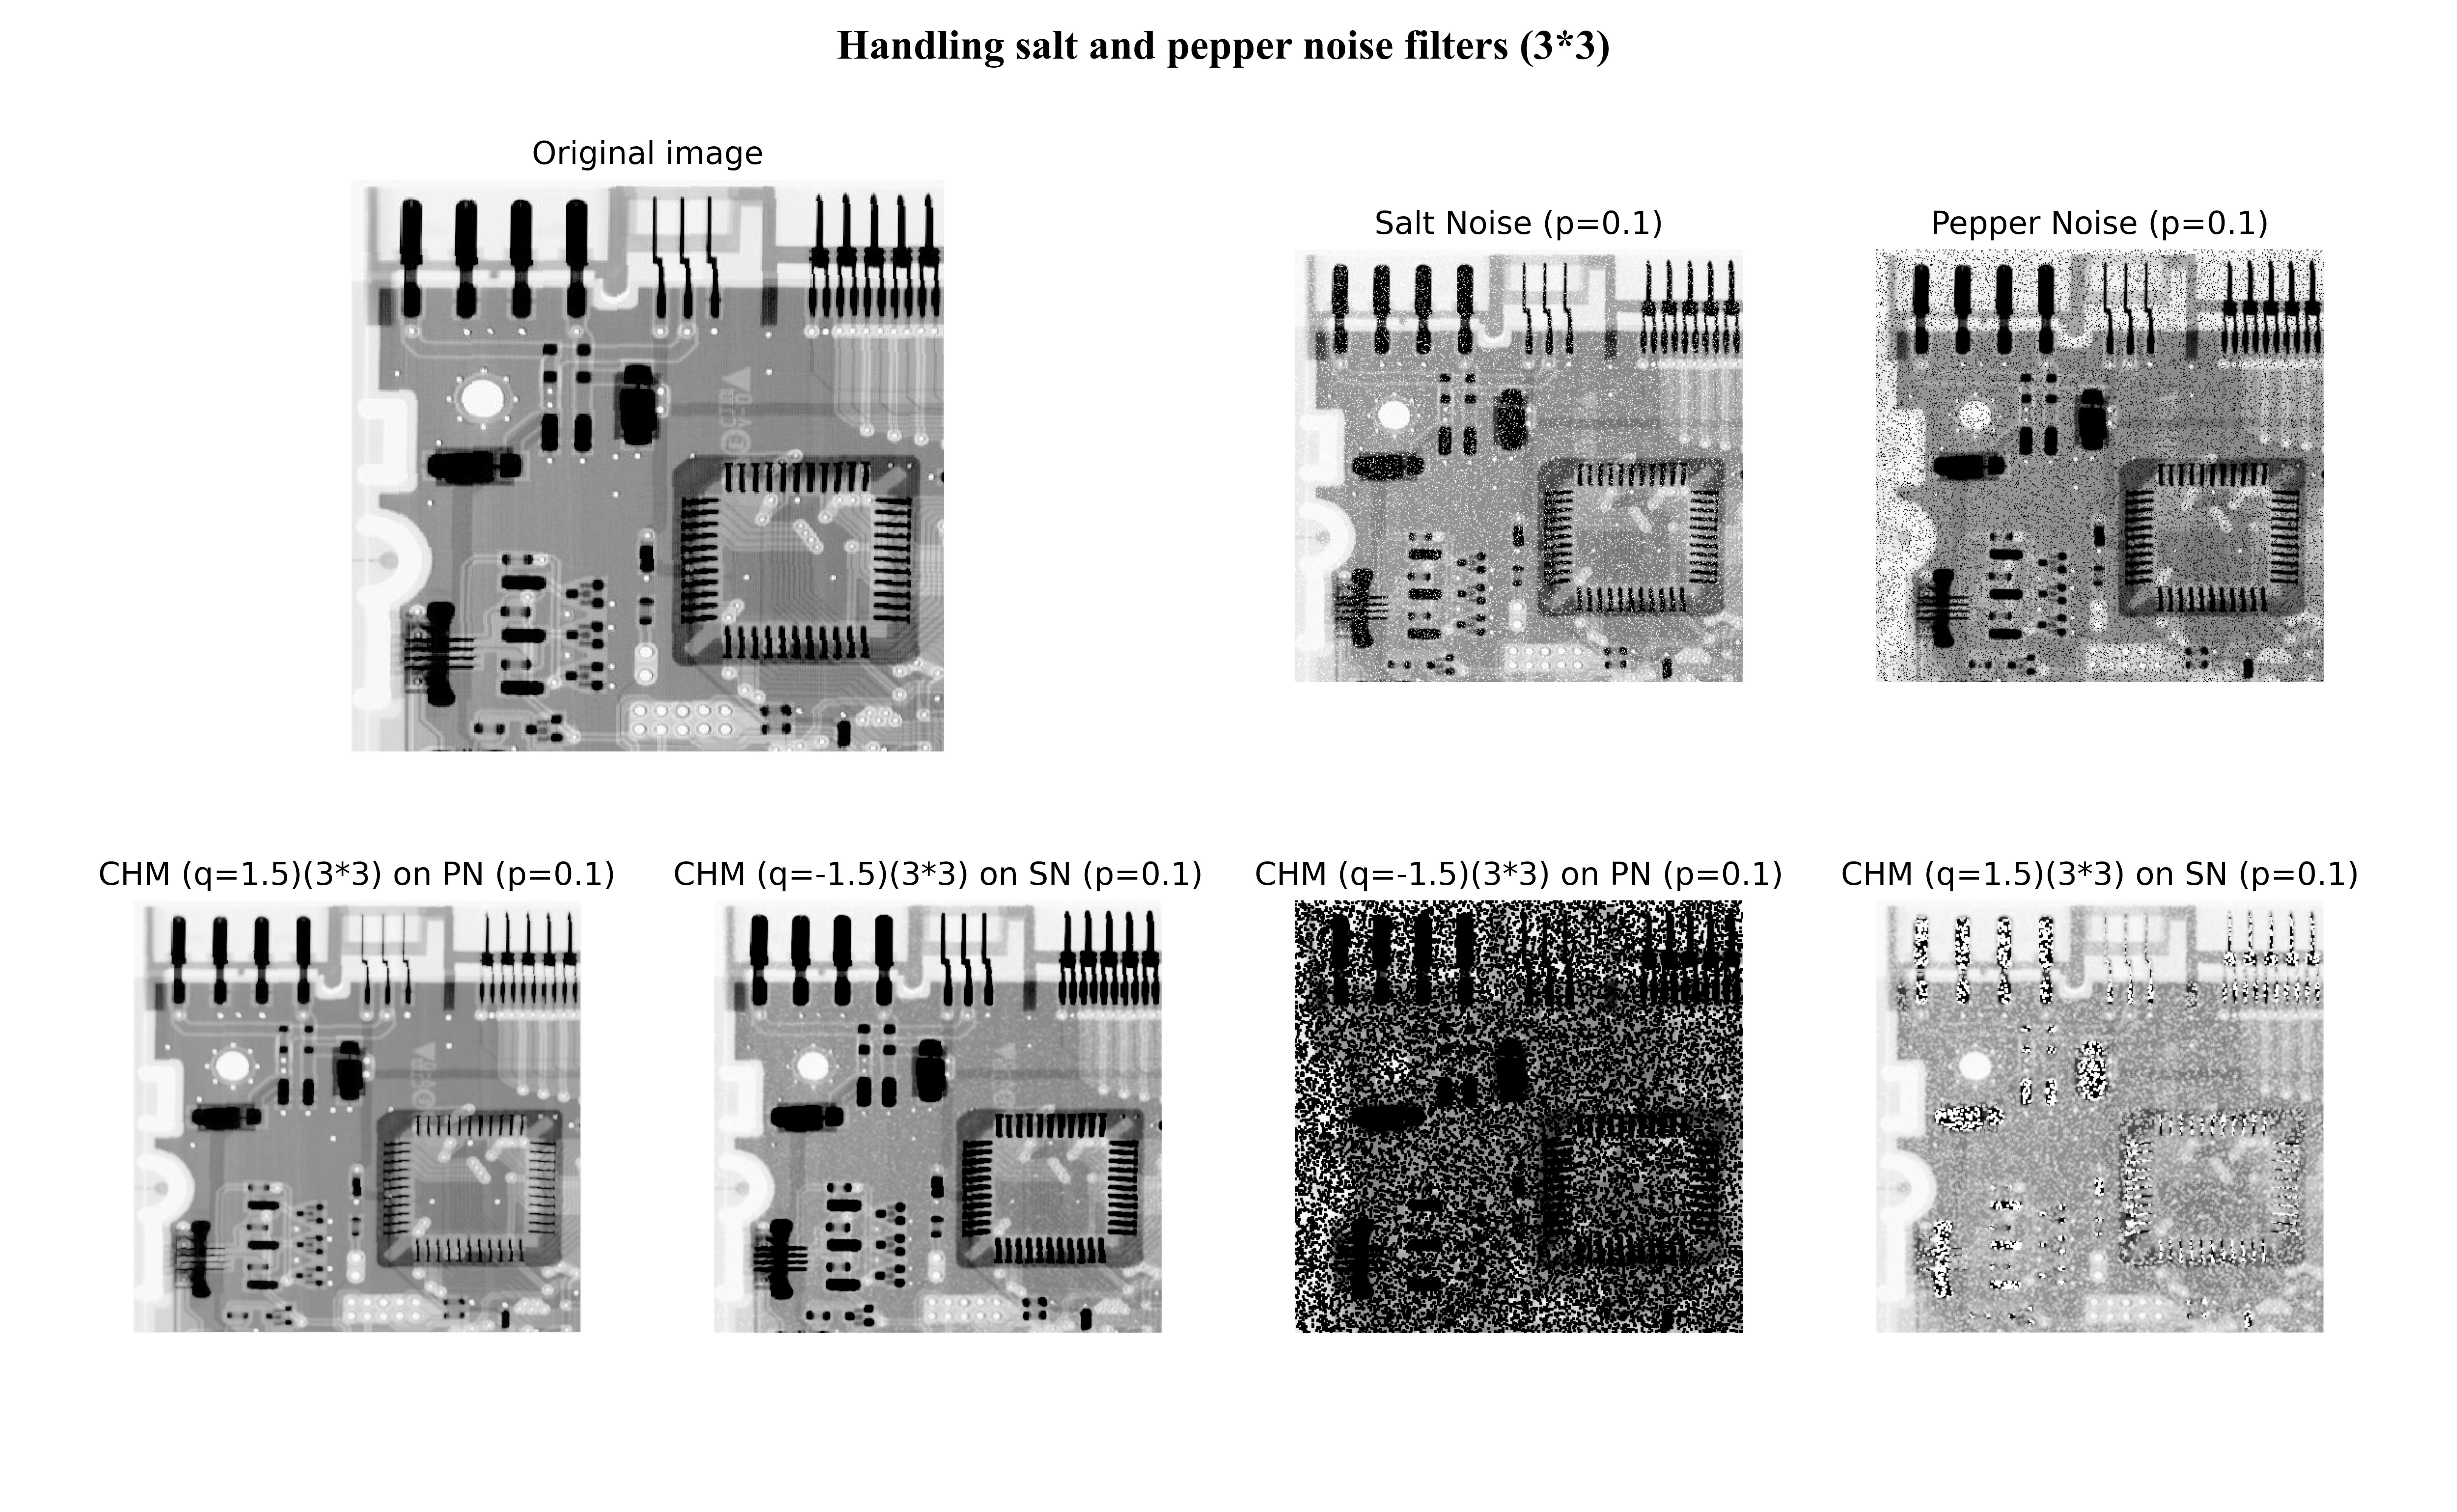 Handling salt and pepper noise filters (3*3)
Original image
Salt Noise (p=0.1)
Pepper Noise (p=0.1)
CHM (q=1.5)(3*3) on PN (p=0.1)
CHM (q=-1.5)(3*3) on SN (p=0.1)
CHM (q=-1.5)(3*3) on PN (p=0.1)
CHM (q=1.5)(3*3) on SN (p=0.1)